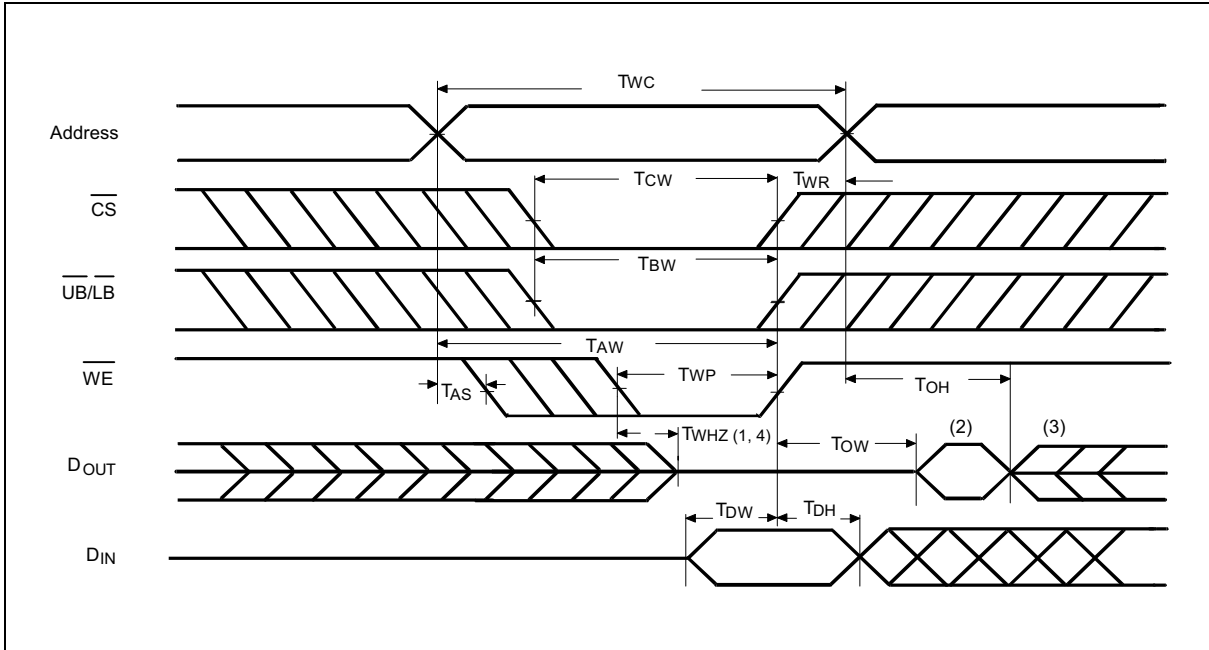 TWC
Address
TCW
TWR
CS
TBW
UB/LB
TAW
WE
TAS
TWP
TOH
TWHZ (1, 4)
TOW
(2)
(3)
DOUT
TDW
TDH
DIN